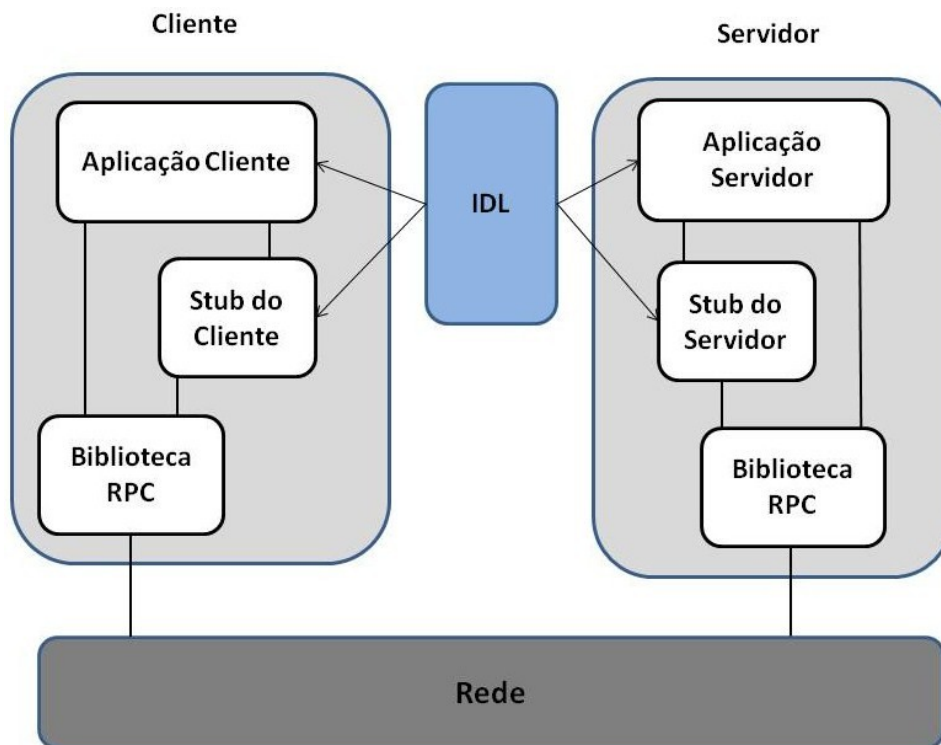 Cliente
Servidor
Aplicação Cliente
IDL
Aplicação
Servidor
Stub do
Cliente
Stub do
Servidor
Biblioteca
RPC
Biblioteca
RPC
Rede